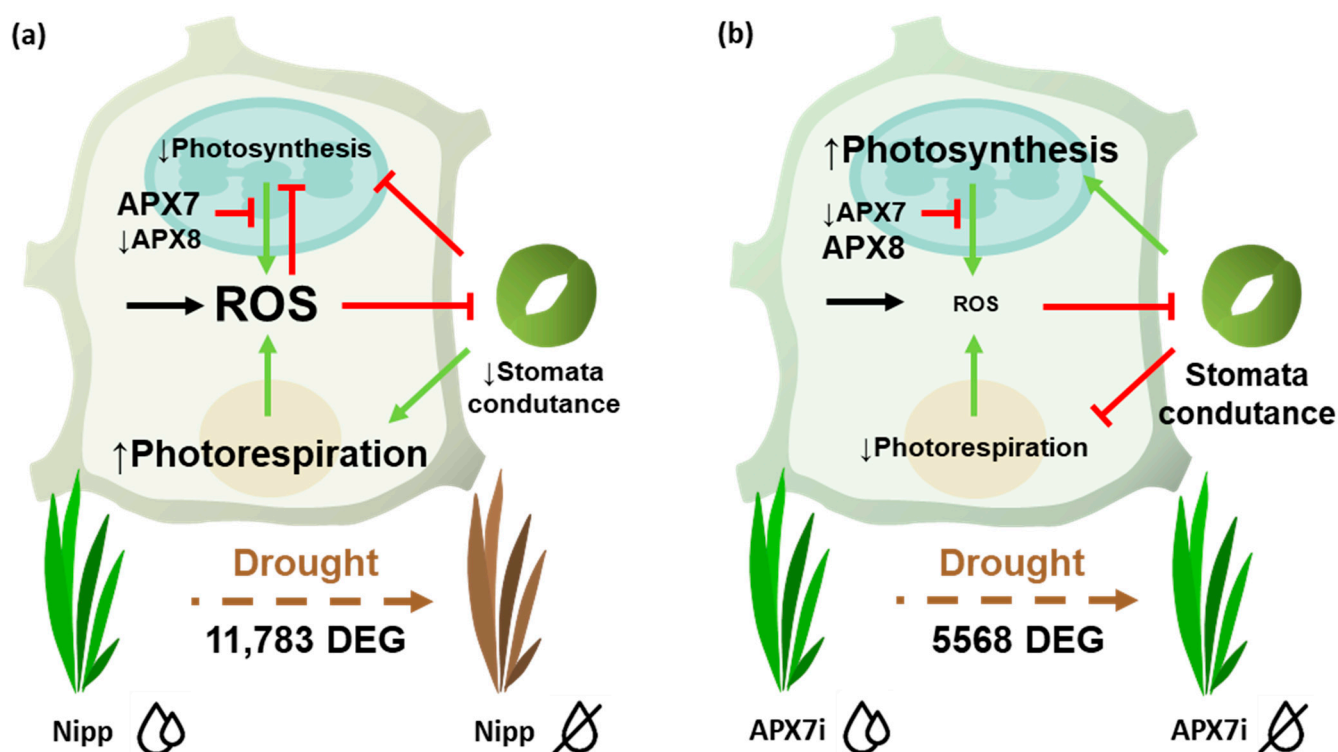 (a)
↓Photosynthesis
APX7
↓APX8
ROS
↓Stomata
condutance
↑Photorespiration
Drought
11,783 DEG
Nipp
Nipp
(b)
↑Photosynthesis
↓APX7
APX8
ROS
Stomata
condutance
↓Photorespiration
Drought
5568 DEG
APX7i
APX7i